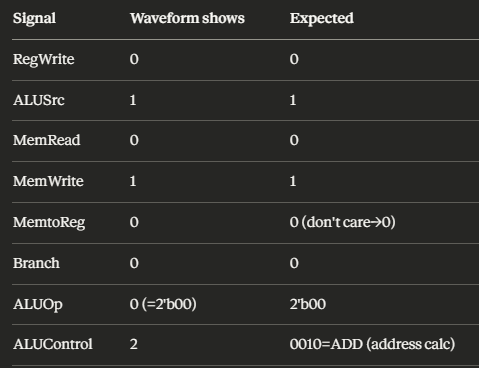 Signal Waveform shows Expected
RegWrite 0 0
ALUSrc 1 1
MemRead 0 0
MemWrite 1 1
MemtoReg 0 0 (don't care→0)
Branch 0 0
ALUOp 0 (=2'b00) 2'b00
ALUControl 2 0010=ADD (address calc)